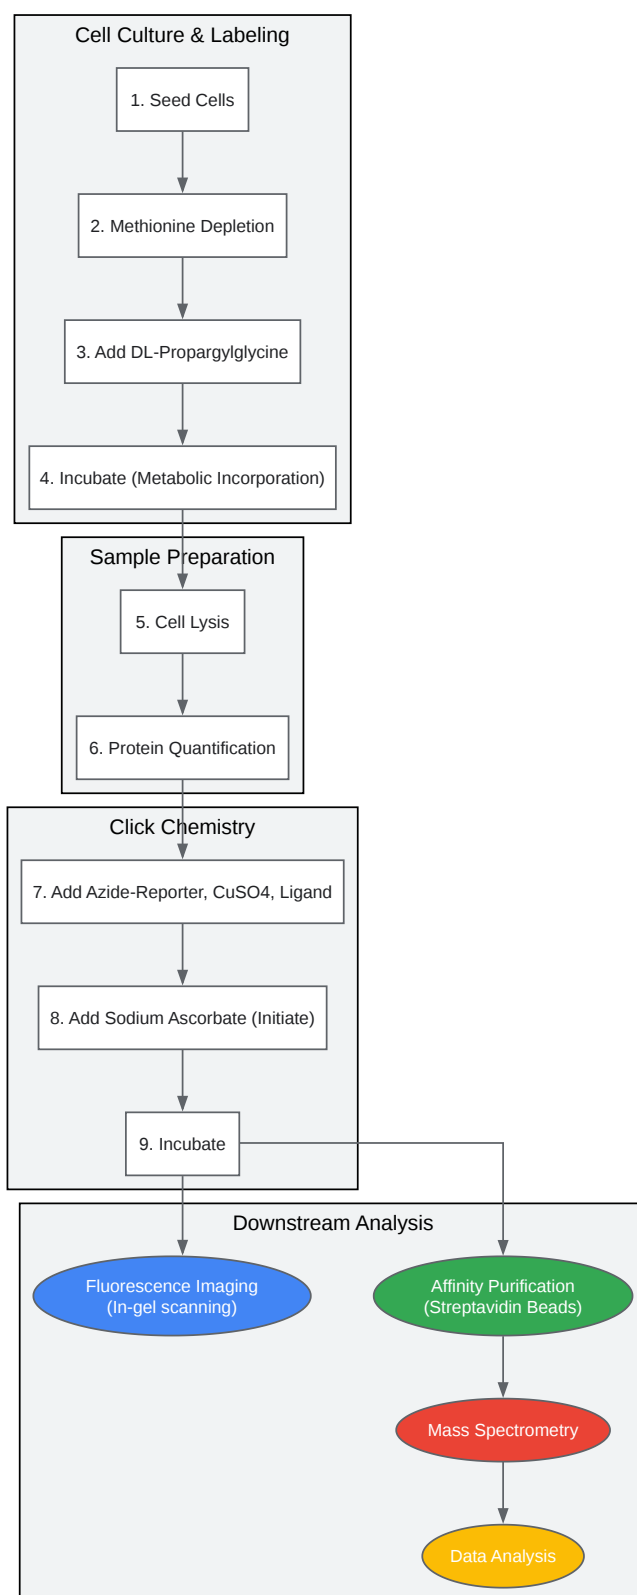 Cell Culture & Labeling
1. Seed Cells
2. Methionine Depletion
3. Add DL-Propargylglycine
4. Incubate (Metabolic Incorporation)
Sample Preparation
5. Cell Lysis
6. Protein Quantification
Click Chemistry
7. Add Azide-Reporter, CuSO4, Ligand
8. Add Sodium Ascorbate (Initiate)
9. Incubate
Downstream Analysis
Fluorescence Imaging
(In-gel scanning)
Affinity Purification
(Streptavidin Beads)
Mass Spectrometry
Data Analysis